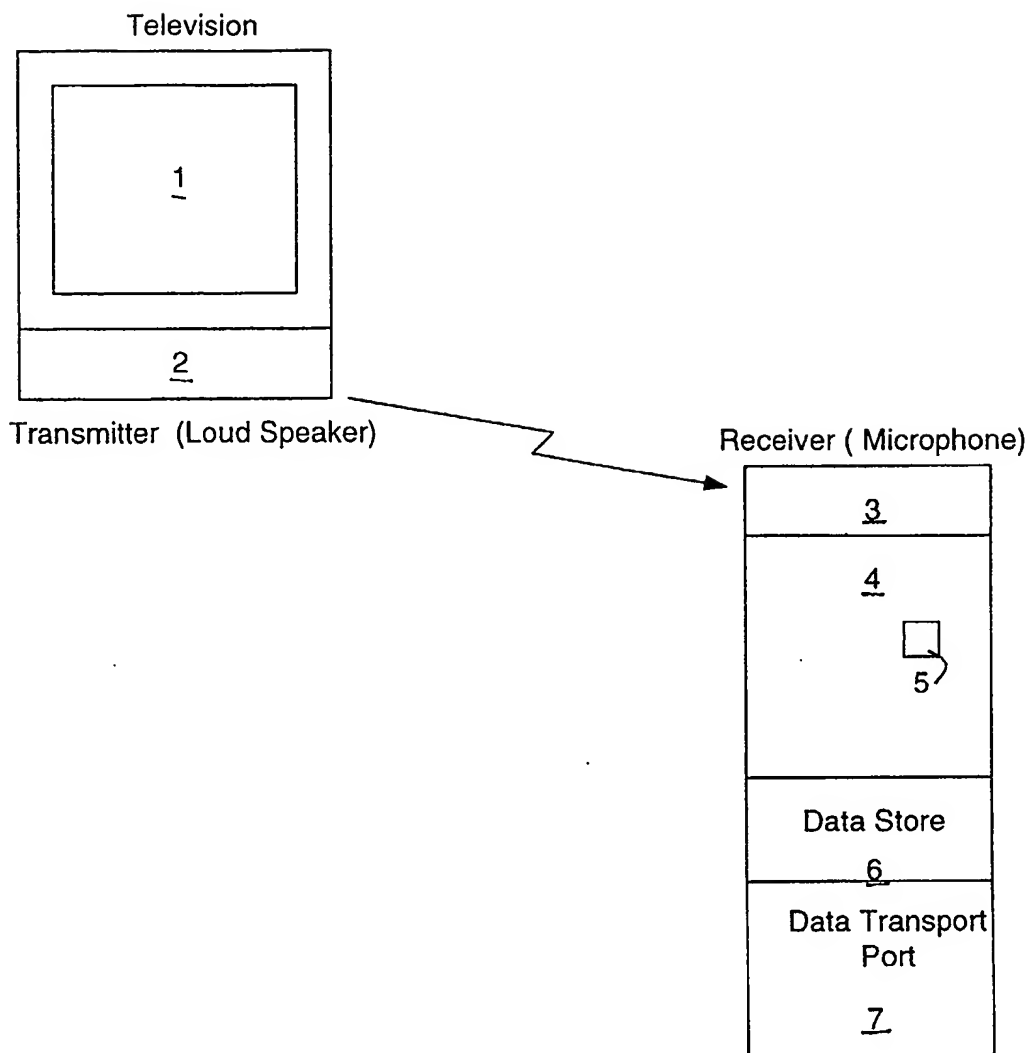 Television
1
2
Transmitter (Loud Speaker)
Receiver ( Microphone)
3
4
5
Data Store
6
Data Transport
Port
7